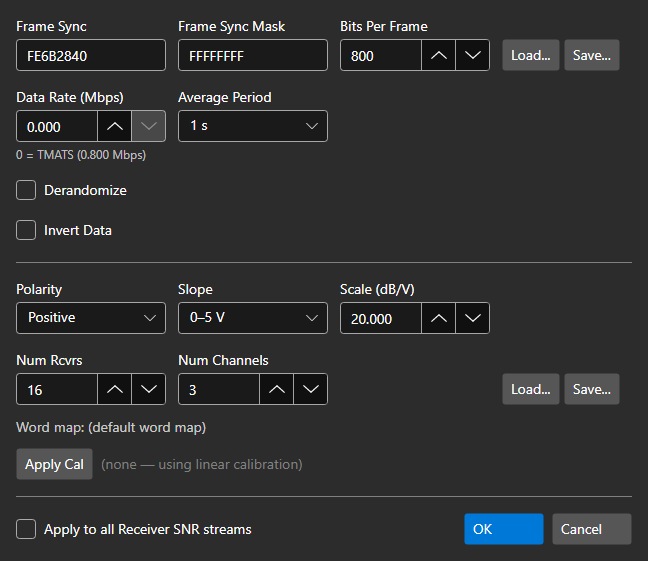 Frame Sync Frame Sync Mask Bits Per Frame
FE6B2840 FFFFFFFF 800 Load... Save...
Data Rate (Mbps) Average Period
0.000 1 s
0 = TMATS (0.800 Mbps)
Derandomize
Invert Data
Polarity Slope Scale (dB/V)
Positive 0–5 V 20.000
Num Rcvrs Num Channels
16 3 Load... Save...
Word map: (default word map)
Apply Cal (none — using linear calibration)
Apply to all Receiver SNR streams OK Cancel